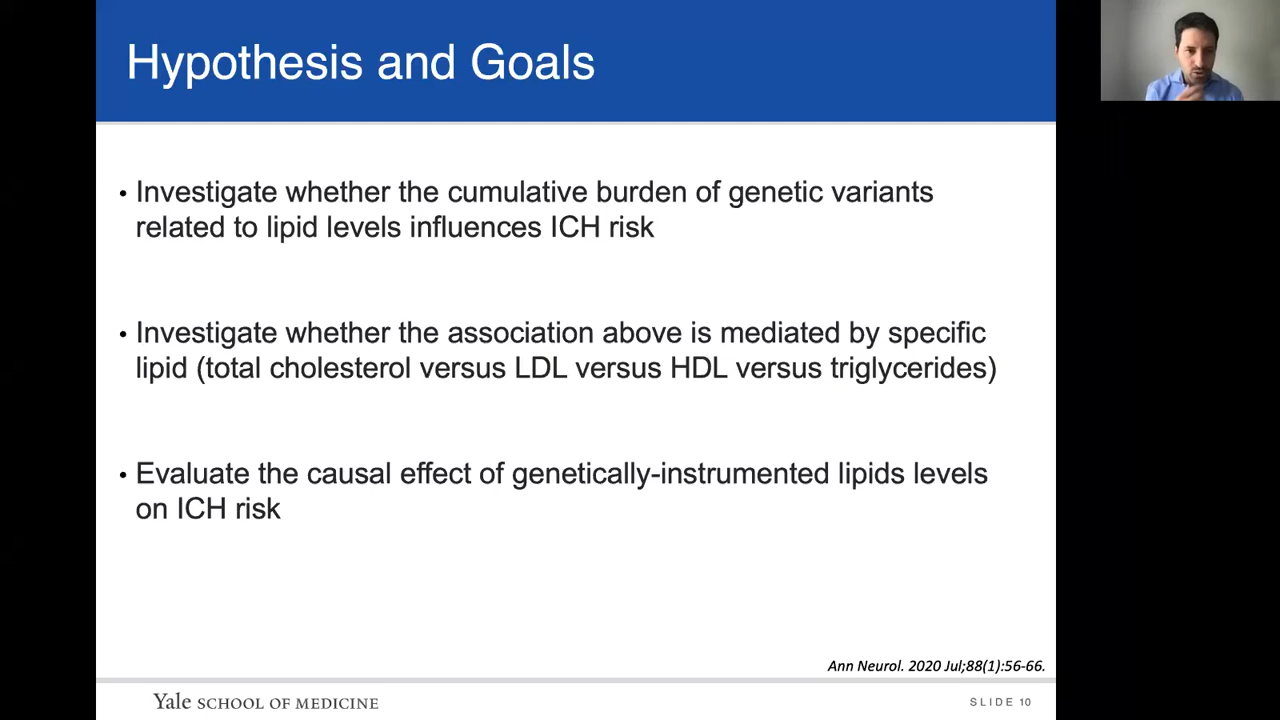 Hypothesis and Goals
• Investigate whether the cumulative burden of genetic variants
related to lipid levels influences ICH risk
• Investigate whether the association above is mediated by specific
lipid (total cholesterol versus LDL versus HDL versus triglycerides)
• Evaluate the causal effect of genetically-instrumented lipids levels
on ICH risk
Ann Neurol. 2020 Jul;88(1):56-66.
Yale SCHOOL OF MEDICINE
SLIDE 10